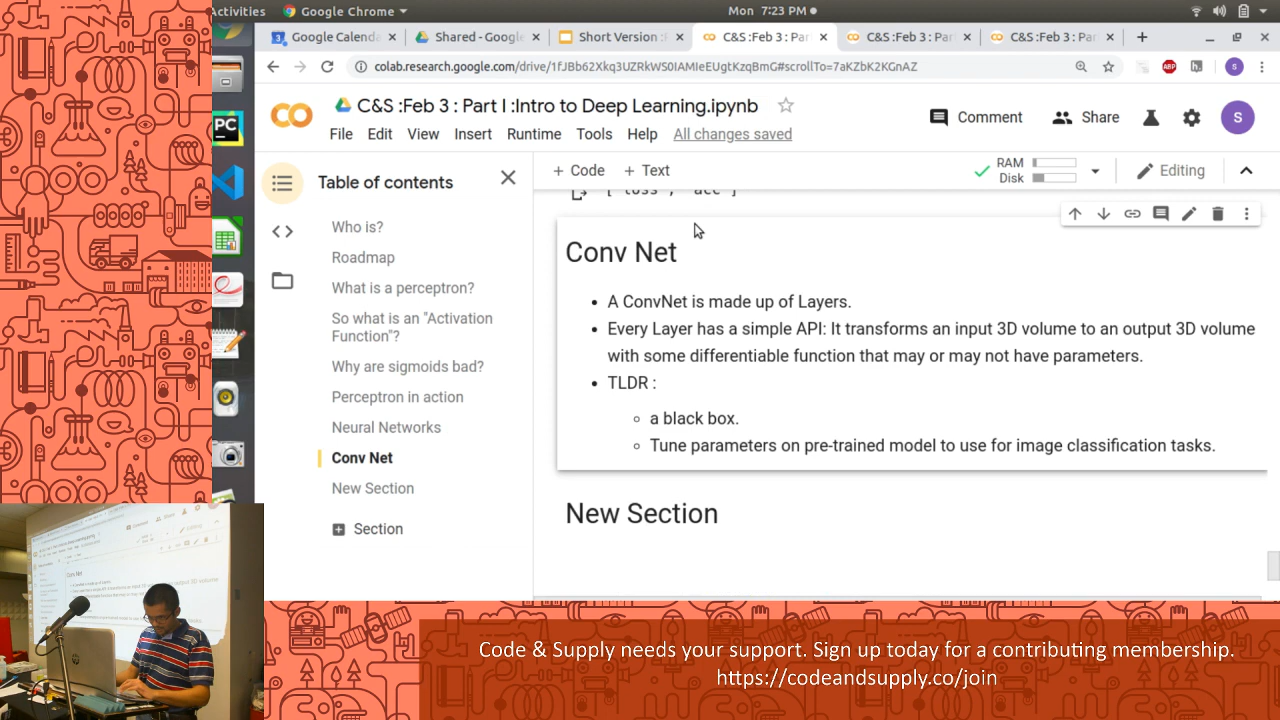 Activities
Google Chrome
Mon 7:23 PM
Google Calenda
Shared - Google
Short Version :F
C&S :Feb 3 : Par
C&S :Feb 3 : Part I
C&S :Feb 3 : Part
colab.research.google.com/drive/1fJBb62Xkq3UZRkWS0IAMIeEUgtKzqBmG#scrollTo=7aKZbK2KGnAZ
ABP
S
C&S :Feb 3 : Part I :Intro to Deep Learning.ipynb
File Edit View Insert Runtime Tools Help All changes saved
Comment
Share
S
Table of contents
+ Code + Text
RAM
Disk
Editing
Who is?
Roadmap
What is a perceptron?
So what is an "Activation
Function"?
Why are sigmoids bad?
Perceptron in action
Neural Networks
Conv Net
New Section
Section
['loss', 'acc']
Conv Net
• A ConvNet is made up of Layers.
• Every Layer has a simple API: It transforms an input 3D volume to an output 3D volume
with some differentiable function that may or may not have parameters.
• TLDR :
◦ a black box.
◦ Tune parameters on pre-trained model to use for image classification tasks.
New Section
PC
Code & Supply needs your support. Sign up today for a contributing membership.
https://codeandsupply.co/join